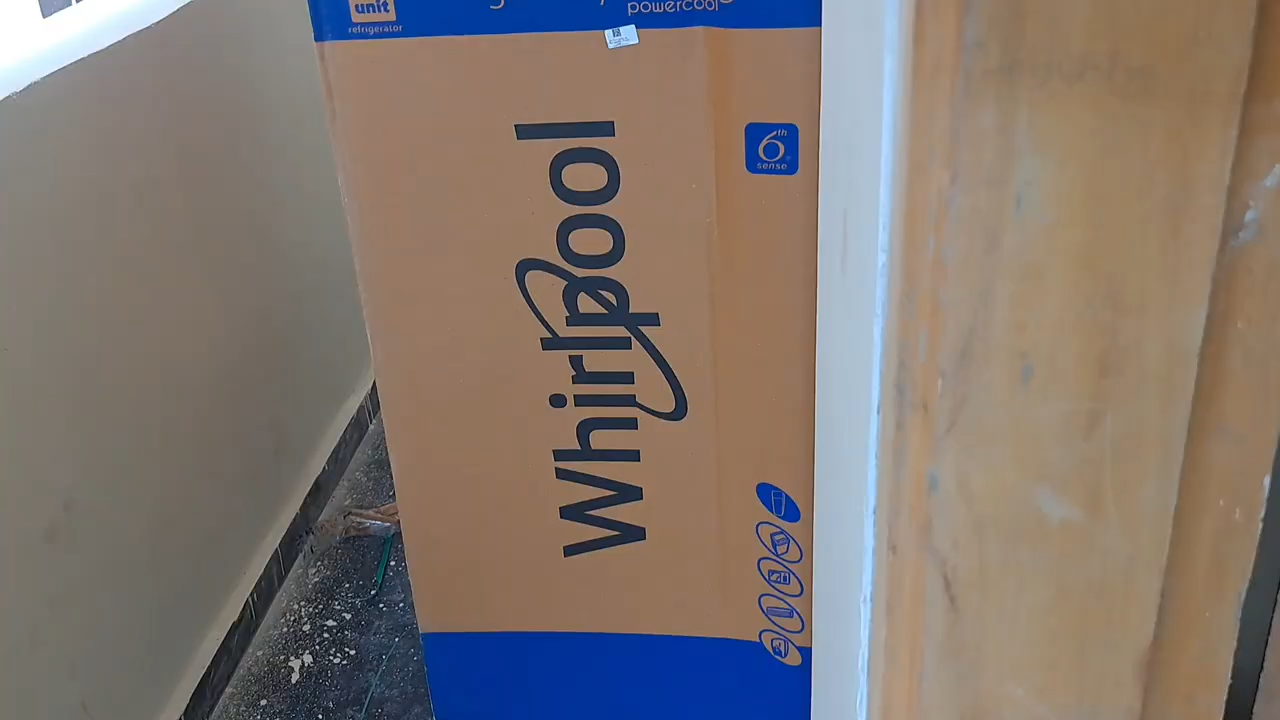 unit
refrigerator
powercool
6th
sense
Whirlpool